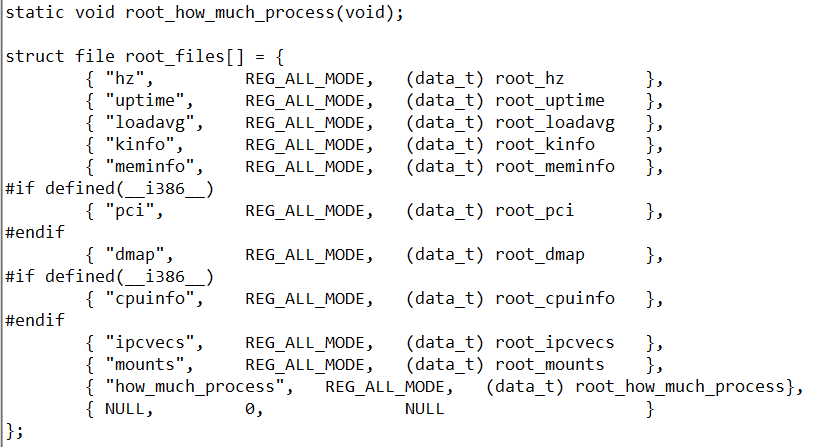 static void root_how_much_process(void);

struct file root_files[] = {
        { "hz",         REG_ALL_MODE,   (data_t) root_hz        },
        { "uptime",     REG_ALL_MODE,   (data_t) root_uptime    },
        { "loadavg",    REG_ALL_MODE,   (data_t) root_loadavg   },
        { "kinfo",      REG_ALL_MODE,   (data_t) root_kinfo     },
        { "meminfo",    REG_ALL_MODE,   (data_t) root_meminfo   },
#if defined(__i386__)
        { "pci",        REG_ALL_MODE,   (data_t) root_pci       },
#endif
        { "dmap",       REG_ALL_MODE,   (data_t) root_dmap      },
#if defined(__i386__)
        { "cpuinfo",    REG_ALL_MODE,   (data_t) root_cpuinfo   },
#endif
        { "ipcvecs",    REG_ALL_MODE,   (data_t) root_ipcvecs   },
        { "mounts",     REG_ALL_MODE,   (data_t) root_mounts    },
        { "how_much_process",   REG_ALL_MODE,   (data_t) root_how_much_process},
        { NULL,         0,              NULL                    }
};